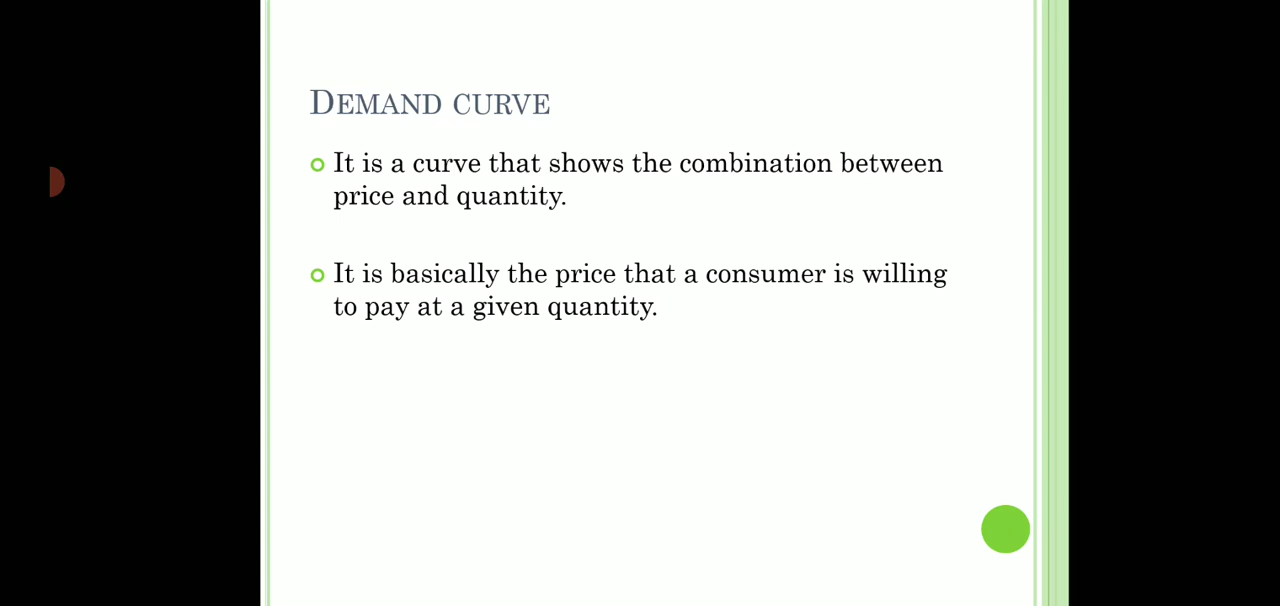 DEMAND CURVE
It is a curve that shows the combination between
price and quantity.
It is basically the price that a consumer is willing
to pay at a given quantity.